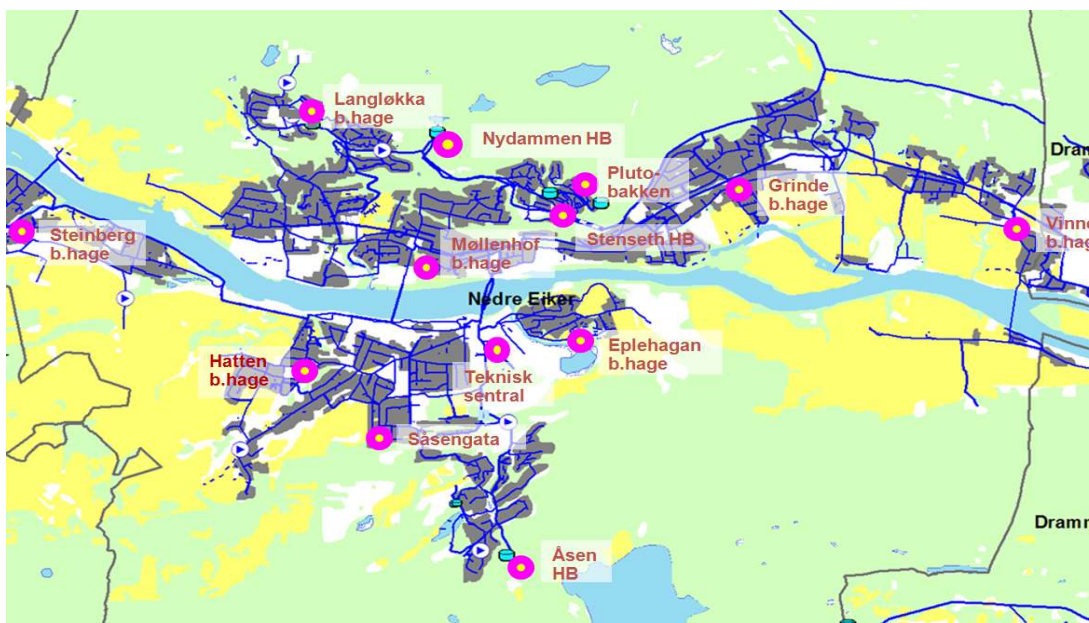 Langløkka
b.hage
Nydammen HB
Pluto-
bakken
Grinde
b.hage
Steinberg
b.hage
Møllenhof
b.hage
Stenseth HB
b.hage
Nedre Eiker
Hatten
b.hage
Teknisk
sentral
Eplehagan
b.hage
Såsengata
Åsen
HB